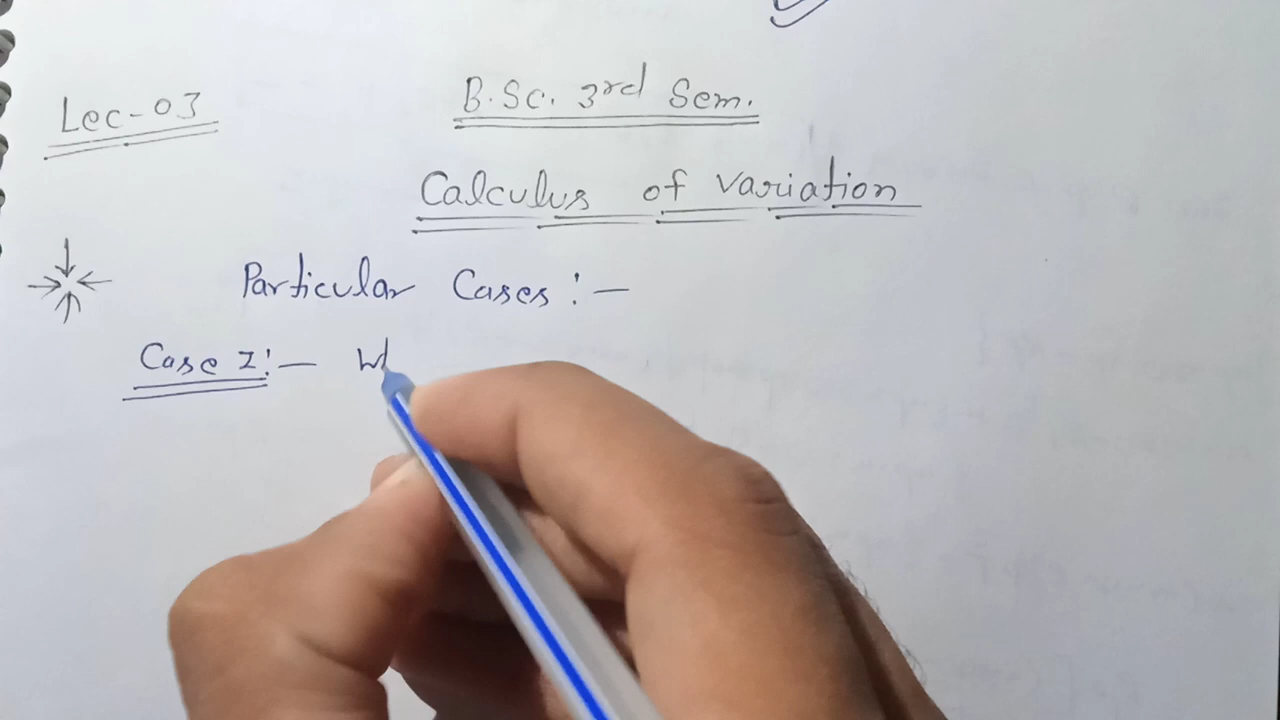 Lec-03
B.Sc. 3rd Sem.
Calculus of variation
Particular Cases :-
Case I :- W